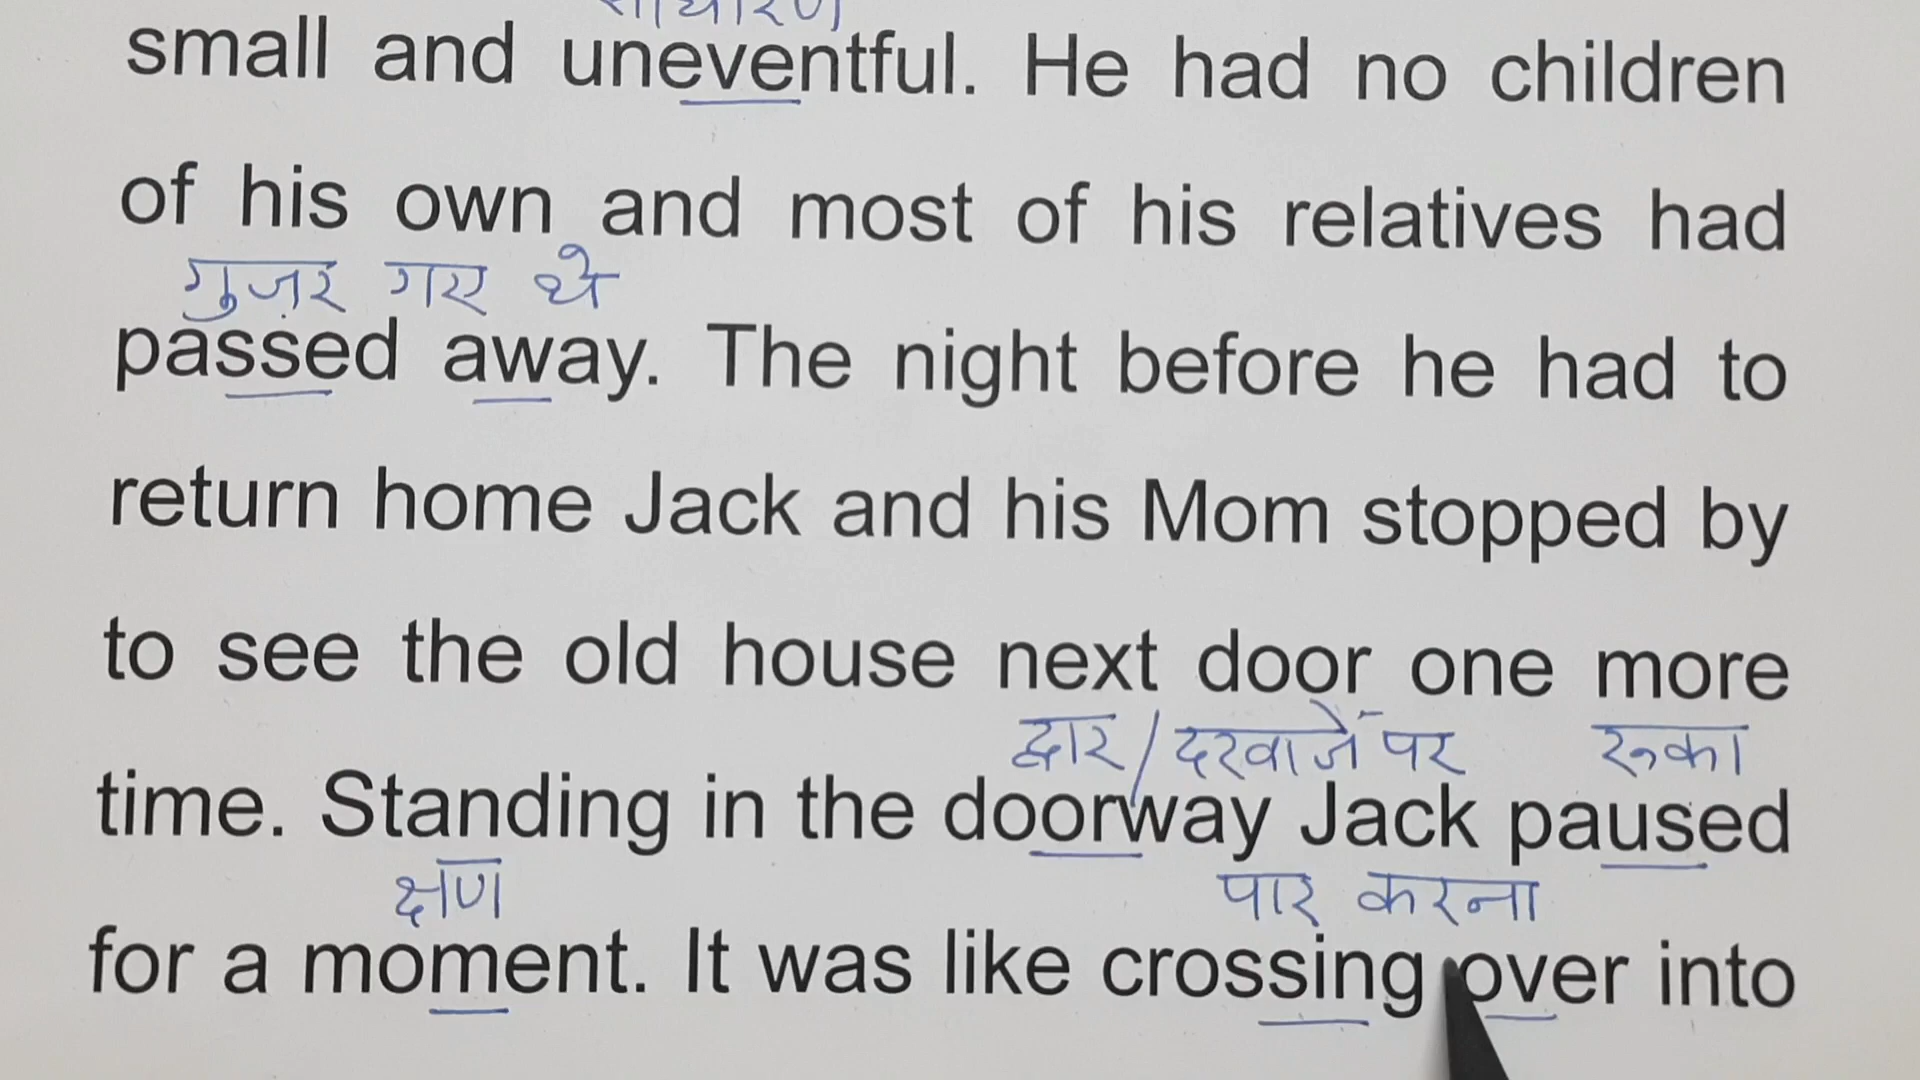 साधारण
small and uneventful. He had no children
of his own and most of his relatives had
गुज़र गए थे
passed away. The night before he had to
return home Jack and his Mom stopped by
to see the old house next door one more
द्वार/दरवाजे पर रूका
time. Standing in the doorway Jack paused
क्षण पार करना
for a moment. It was like crossing over into